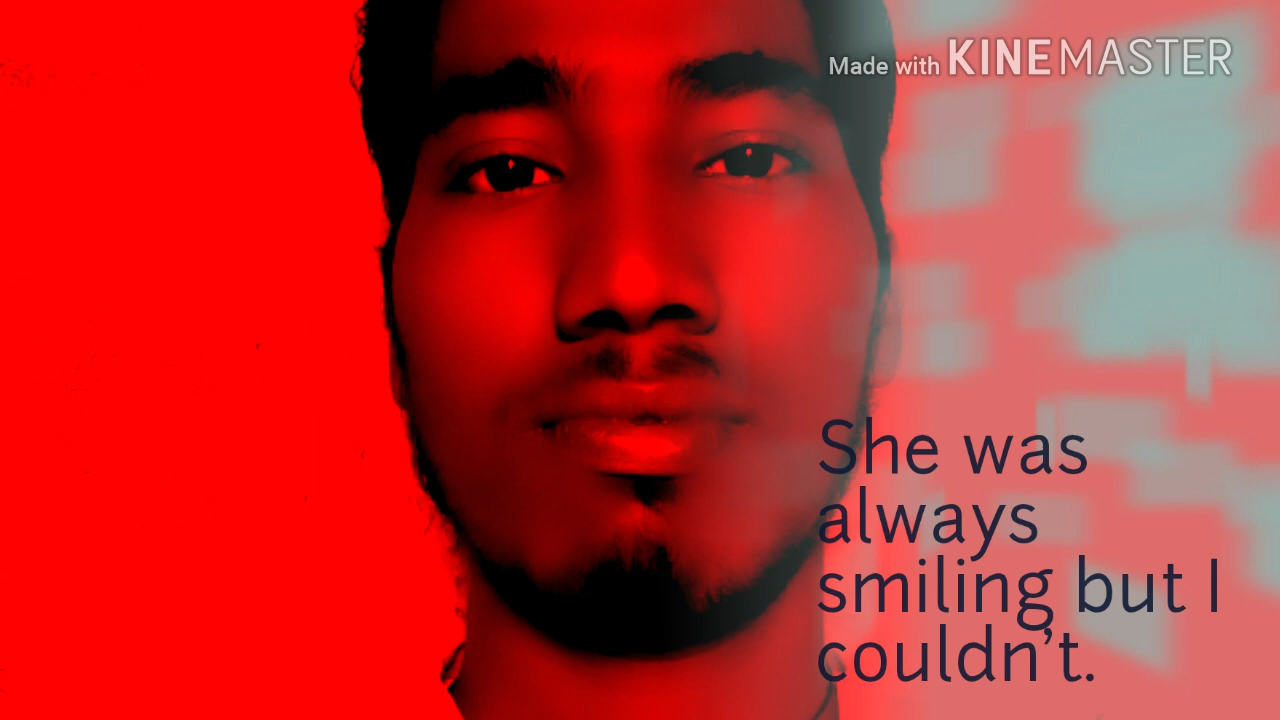 Made with KINEMASTER
She was
always
smiling but I
couldn't.